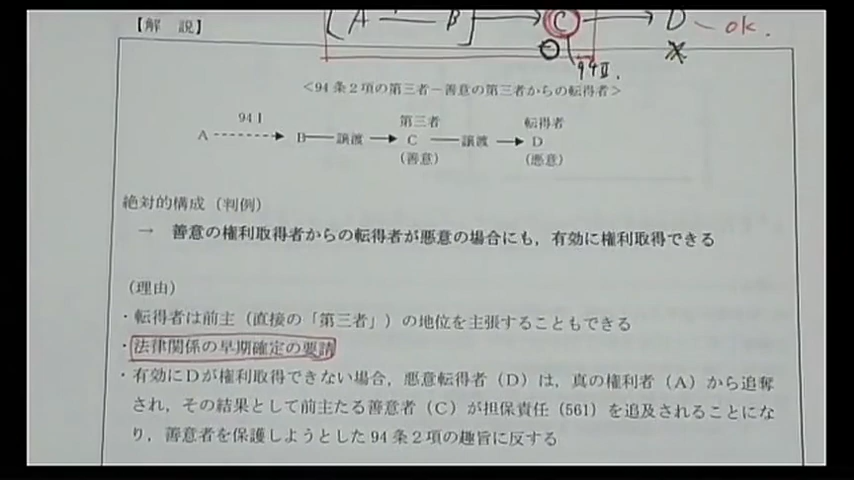 【解　説】
A B C D ok.
94Ⅱ.
＜94条2項の第三者－善意の第三者からの転得者＞
94Ⅰ 第三者 転得者
A B 譲渡 C 譲渡 D
(善意) (悪意)
絶対的構成（判例）
→ 善意の権利取得者からの転得者が悪意の場合にも，有効に権利取得できる
（理由）
・転得者は前主（直接の「第三者」）の地位を主張することもできる
・法律関係の早期確定の要請
・有効にDが権利取得できない場合，悪意転得者（D）は，真の権利者（A）から追奪
され，その結果として前主たる善意者（C）が担保責任（561）を追及されることにな
り，善意者を保護しようとした94条2項の趣旨に反する